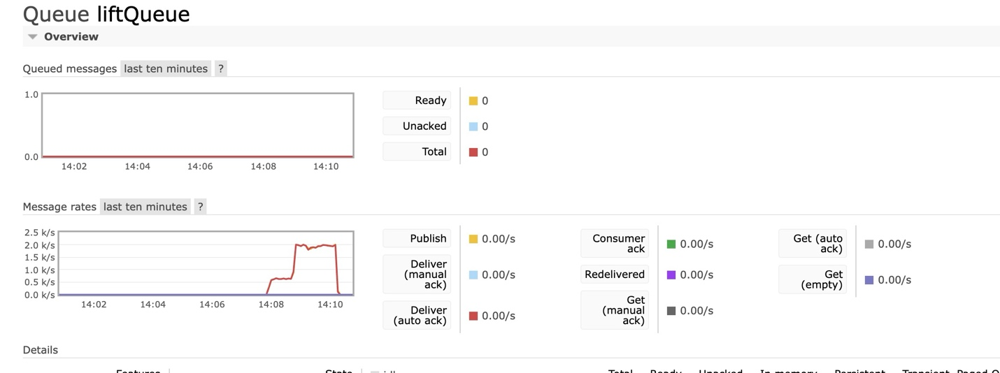 Queue liftQueue
Overview
Queued messages last ten minutes ?
1.0
0.0
14:02 14:04 14:06 14:08 14:10
Ready 0
Unacked 0
Total 0
Message rates last ten minutes ?
2.5 k/s
2.0 k/s
1.5 k/s
1.0 k/s
0.5 k/s
0.0 k/s
14:02 14:04 14:06 14:08 14:10
Publish 0.00/s
Deliver
(manual
ack) 0.00/s
Deliver
(auto ack) 0.00/s
Consumer
ack 0.00/s
Redelivered 0.00/s
Get
(manual
ack) 0.00/s
Get (auto
ack) 0.00/s
Get
(empty) 0.00/s
Details
Features State Total Ready Unacked In memory Persistent Transient